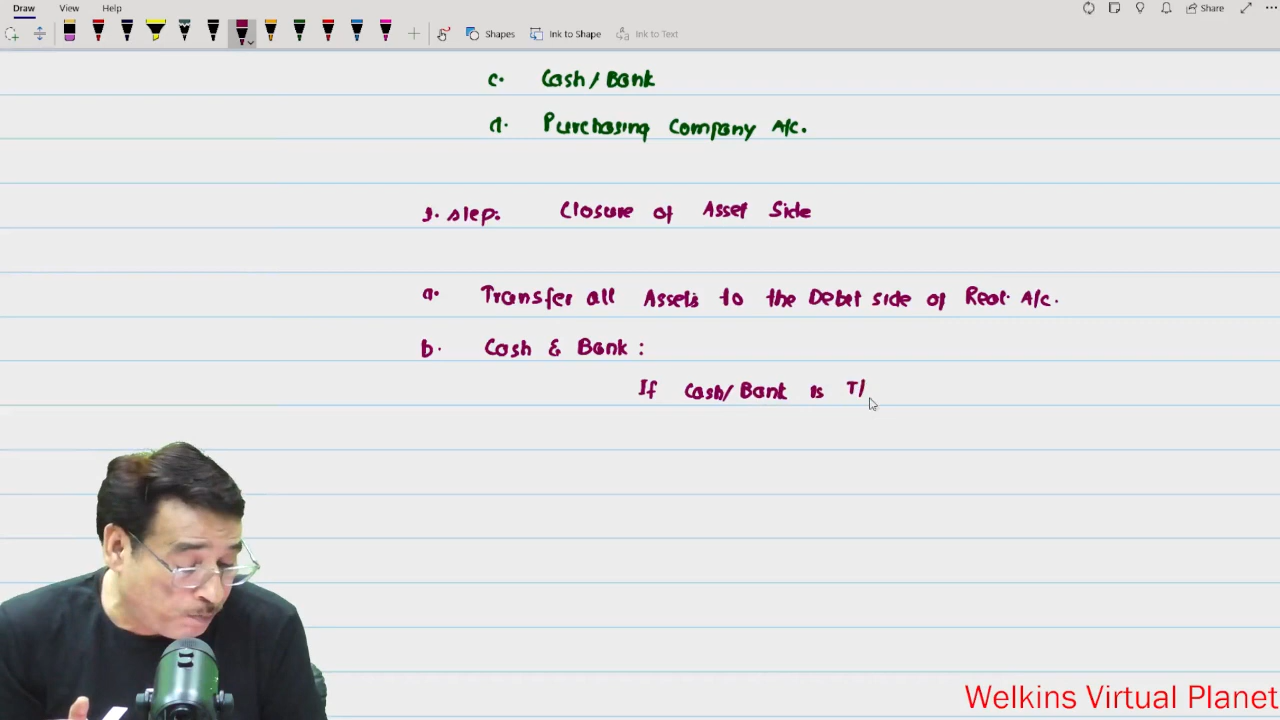 Draw View Help
Share
Shapes Ink to Shape Ink to Text
c. Cash/Bank
d. Purchasing Company A/c.
1. Step: Closure of Asset Side
a. Transfer all Assets to the Debit side of Real. A/c.
b. Cash & Bank :
If Cash/Bank is T/
Welkins Virtual Planet